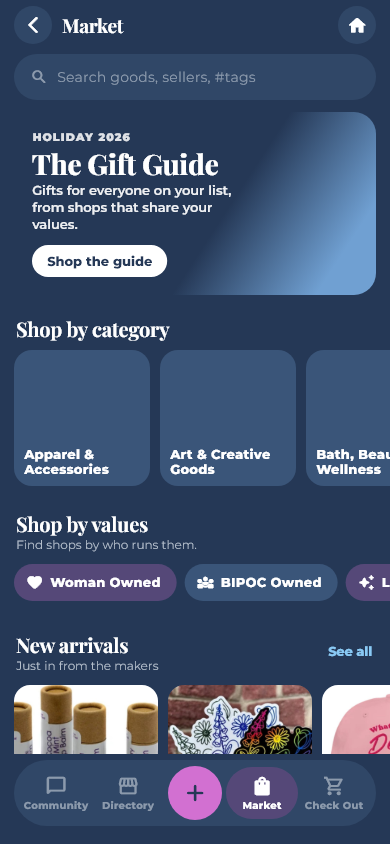 Market
Search goods, sellers, #tags
HOLIDAY 2026
The Gift Guide
Gifts for everyone on your list,
from shops that share your
values.
Shop the guide
Shop by category
Apparel &
Accessories
Art & Creative
Goods
Bath, Beau
Wellness
Shop by values
Find shops by who runs them.
Woman Owned
BIPOC Owned
L
New arrivals
See all
Just in from the makers
Community
Directory
Market
Check Out